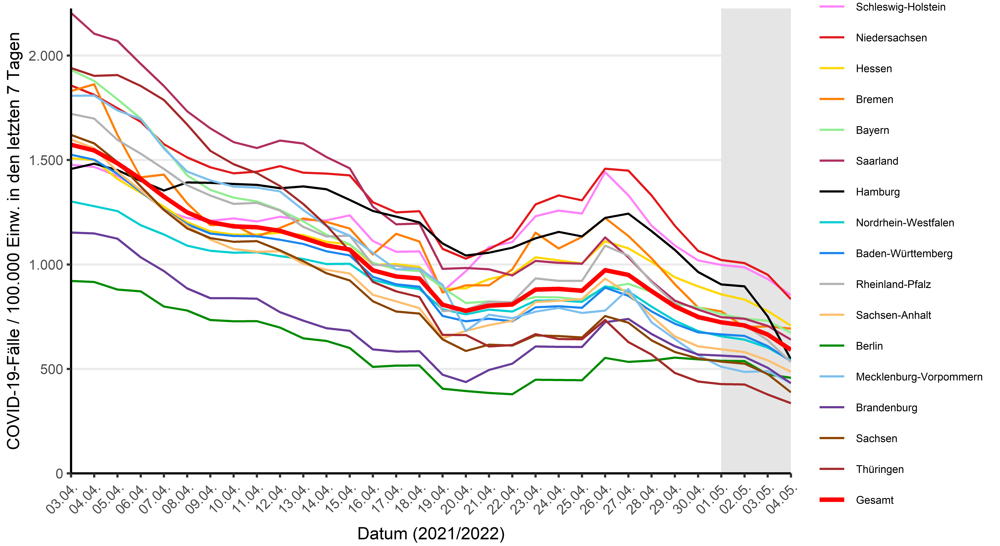 COVID-19-Fälle / 100.000 Einw. in den letzten 7 Tagen
2.000
1.500
1.000
500
0
03.04.
04.04.
05.04.
06.04.
07.04.
08.04.
09.04.
10.04.
11.04.
12.04.
13.04.
14.04.
15.04.
16.04.
17.04.
18.04.
19.04.
20.04.
21.04.
22.04.
23.04.
24.04.
25.04.
26.04.
27.04.
28.04.
29.04.
30.04.
01.05.
02.05.
03.05.
04.05.
Datum (2021/2022)
Schleswig-Holstein
Niedersachsen
Hessen
Bremen
Bayern
Saarland
Hamburg
Nordrhein-Westfalen
Baden-Württemberg
Rheinland-Pfalz
Sachsen-Anhalt
Berlin
Mecklenburg-Vorpommern
Brandenburg
Sachsen
Thüringen
Gesamt